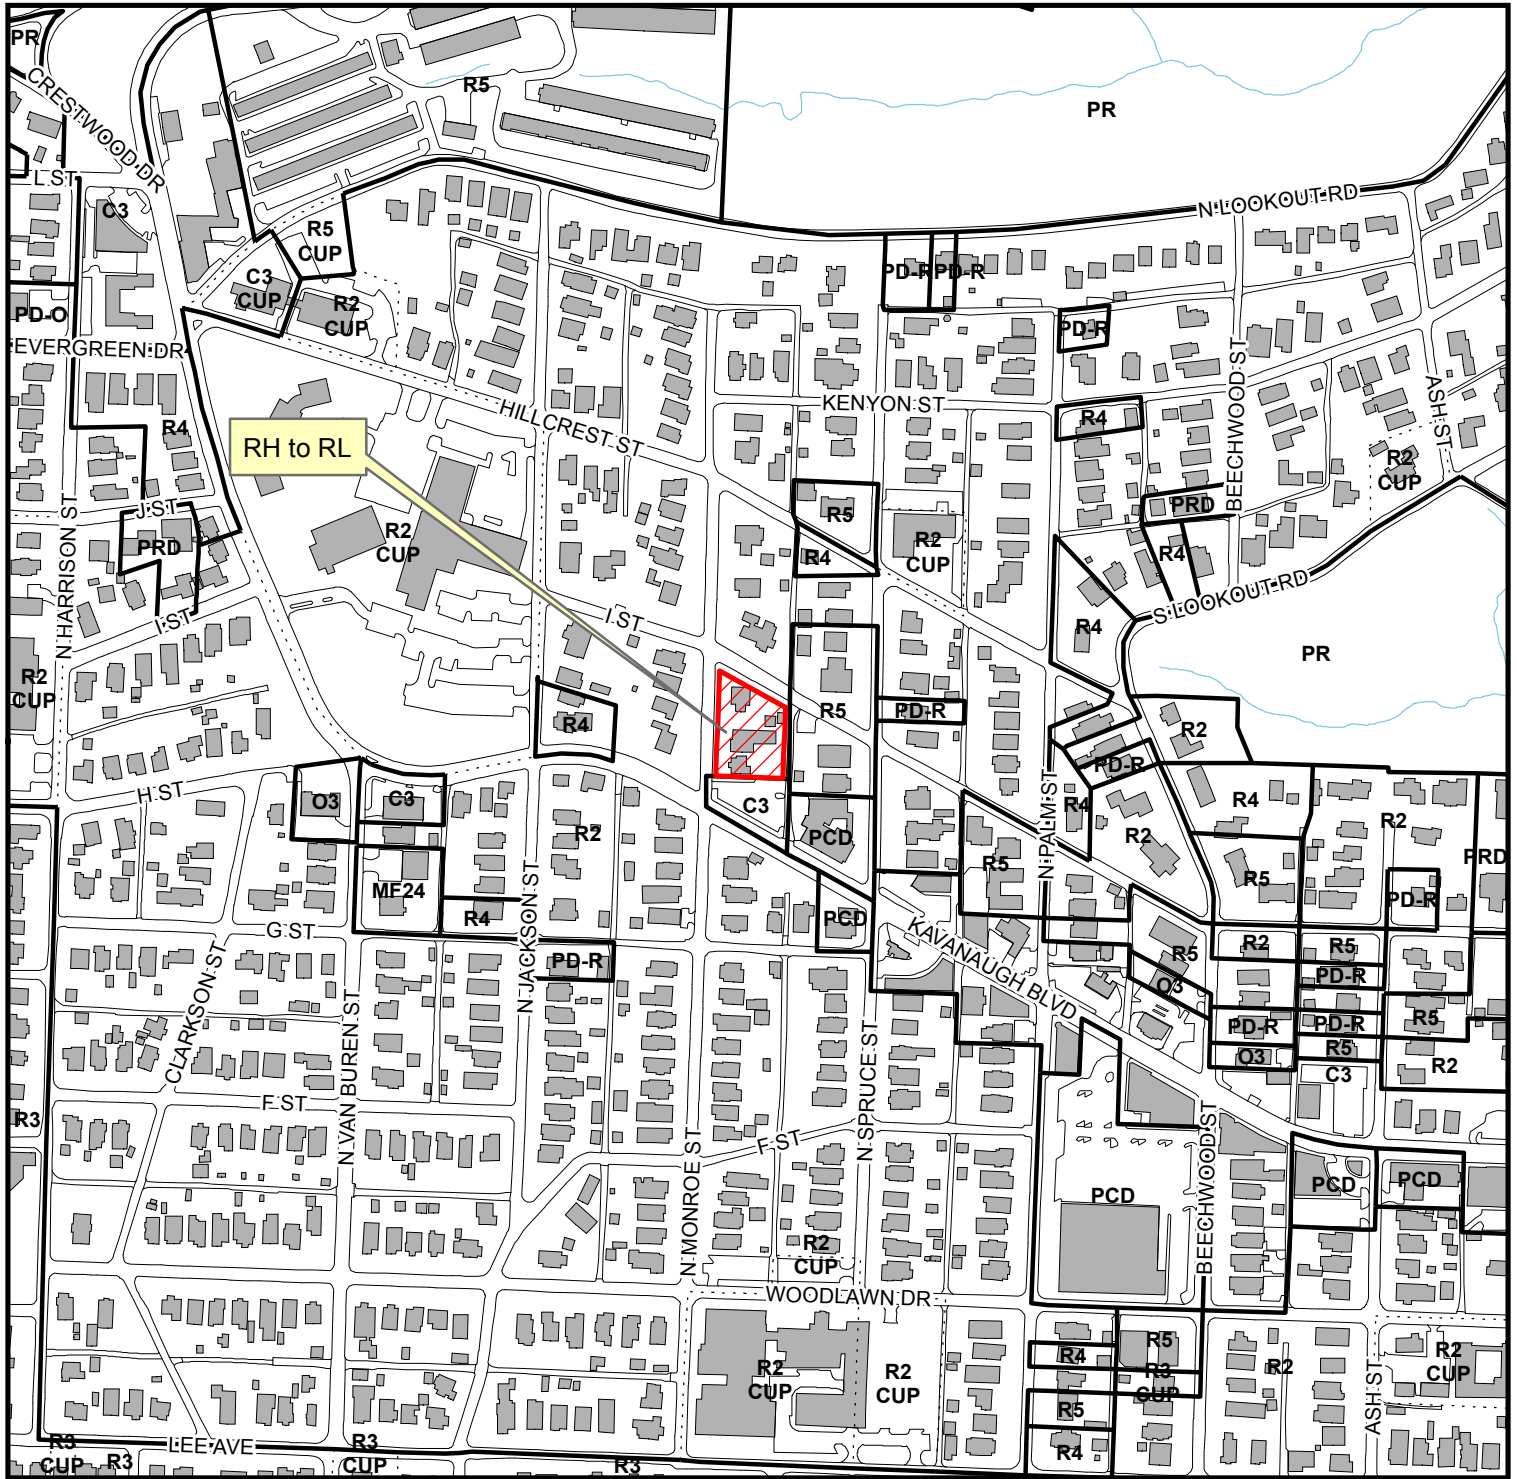 PR
CRESTWOOD DR
R5
PR
L ST
C3
N LOOKOUT RD
R5
CUP
C3
CUP
R2
CUP
PD-R
PD-R
PD-O
PD-R
EVERGREEN DR
BEECHWOOD ST
ASH ST
KENYON ST
HILLCREST ST
R4
R4
RH to RL
R2
CUP
J ST
R5
PRD
N HARRISON ST
R2
CUP
R2
CUP
PRD
R4
R4
S LOOKOUT RD
I ST
I ST
R4
PR
R2
CUP
R4
R5
PD-R
R2
PD-R
H ST
O3
C3
C3
N PALM ST
R4
R4
R2
R2
PCD
R2
R5
PRD
MF24
R5
PD-R
R4
N JACKSON ST
PCD
G ST
KAVANAUGH BLVD
R2
R5
R5
PD-R
CLARKSON ST
PD-R
O3
N VAN BUREN ST
PD-R
PD-R
R5
O3
R5
R2
C3
N SPRUCE ST
F ST
R3
BEECHWOOD ST
F ST
N MONROE ST
PCD
PCD
PCD
R2
CUP
WOODLAWN DR
R5
R4
R2
CUP
R2
CUP
R3
CUP
R2
R2
CUP
R5
ASH ST
LEE AVE
R3
CUP
R3
R3
CUP
R3
R4